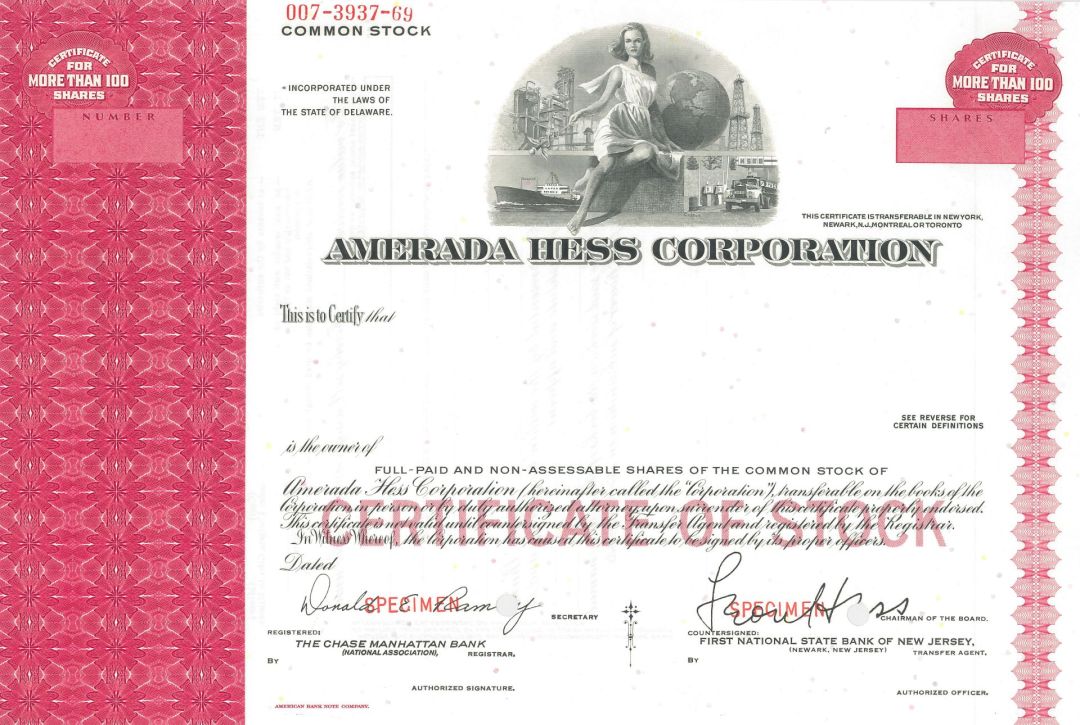 007-3937-69
COMMON STOCK
CERTIFICATE
FOR
MORE THAN 100
SHARES
NUMBER
INCORPORATED UNDER
THE LAWS OF
THE STATE OF DELAWARE.
CERTIFICATE
FOR
MORE THAN 100
SHARES
SHARES
THIS CERTIFICATE IS TRANSFERABLE IN NEW YORK,
NEWARK, N.J., MONTREAL OR TORONTO
AMERADA HESS CORPORATION
This is to Certify that
SEE REVERSE FOR
CERTAIN DEFINITIONS
is the owner of
FULL-PAID AND NON-ASSESSABLE SHARES OF THE COMMON STOCK OF
Amerada Hess Corporation (hereinafter called the "Corporation"), transferable on the books of the
Corporation in person or by duly authorized attorney upon surrender of this certificate properly endorsed.
This certificate is not valid until countersigned by the Transfer Agent and registered by the Registrar.
In Witness Whereof, the Corporation has caused this certificate to be signed by its proper officers.
CERTIFICATE OF STOCK
Dated
Donald E. Ramsey
SPECIMEN
SECRETARY
Leon Hess
SPECIMEN
CHAIRMAN OF THE BOARD.
REGISTERED:
THE CHASE MANHATTAN BANK
(NATIONAL ASSOCIATION),
REGISTRAR.
BY
AUTHORIZED SIGNATURE.
COUNTERSIGNED:
FIRST NATIONAL STATE BANK OF NEW JERSEY,
(NEWARK, NEW JERSEY)
TRANSFER AGENT.
BY
AUTHORIZED OFFICER.
AMERICAN BANK NOTE COMPANY.